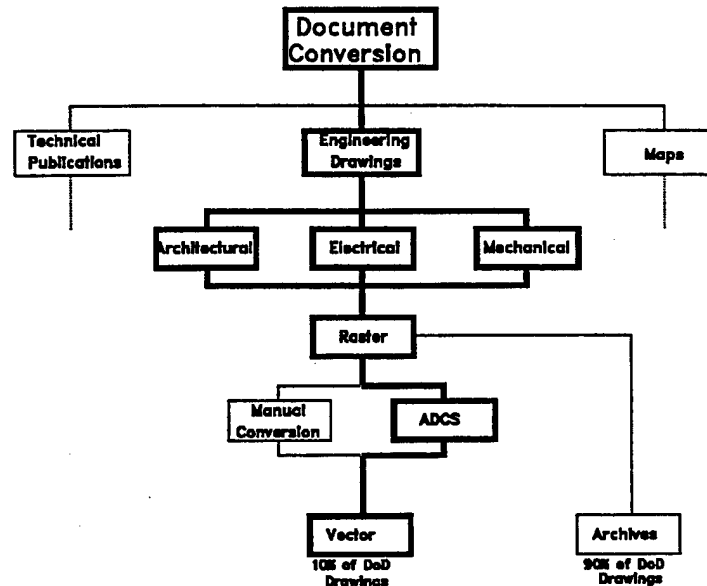 Document
Conversion
Technical
Publications
Engineering
Drawings
Maps
Architectural
Electrical
Mechanical
Raster
Manual
Conversion
ADCS
Vector
10% of DoD
Drawings
Archives
90% of DoD
Drawings